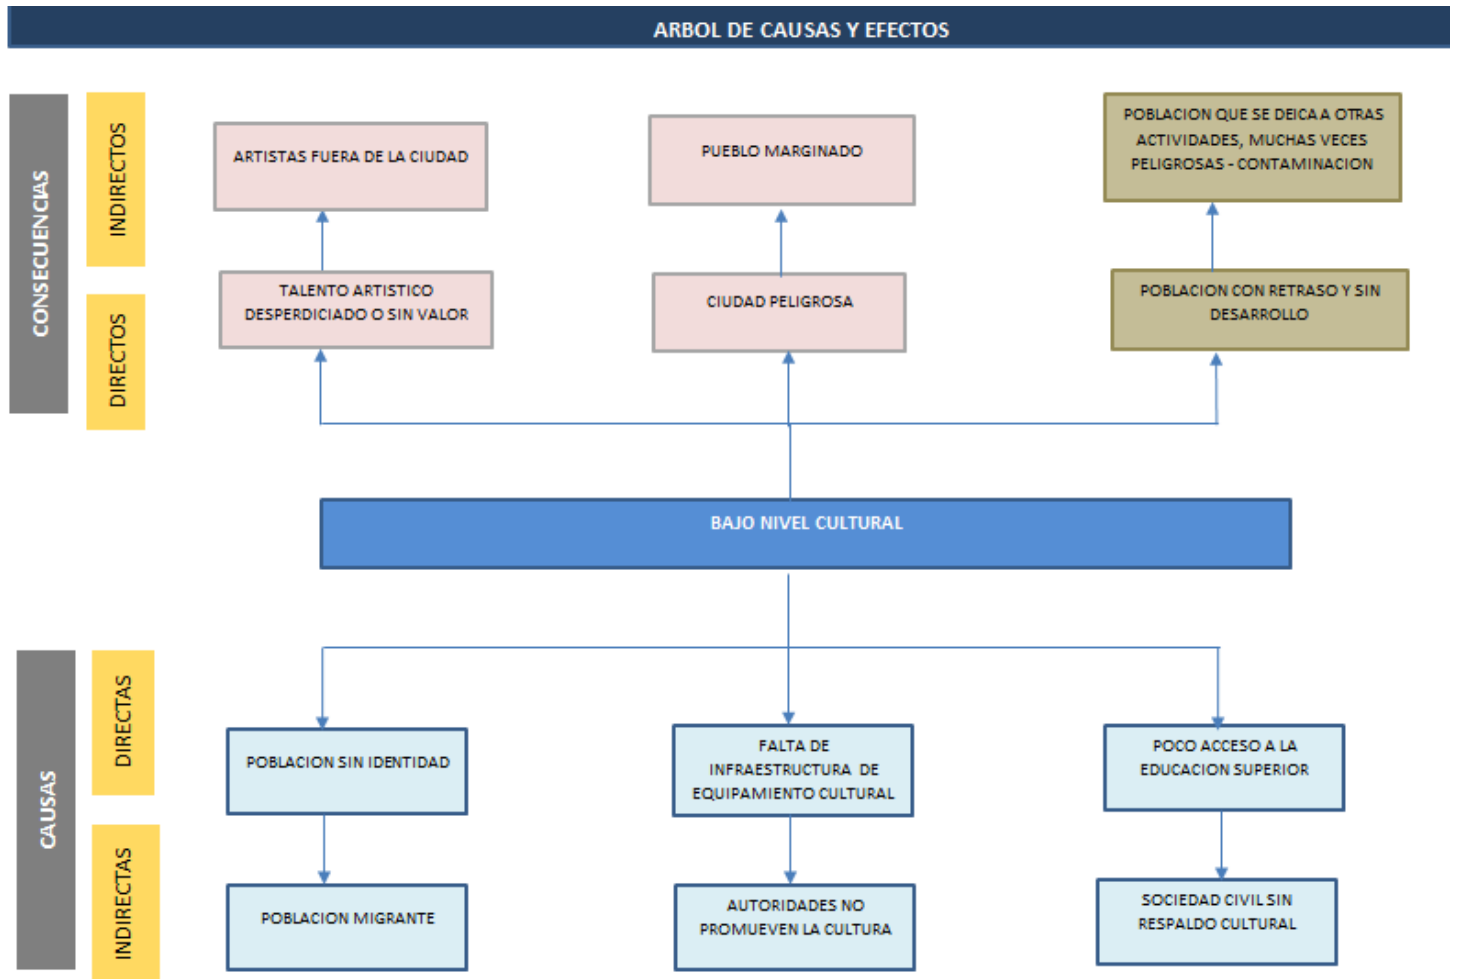 ARBOL DE CAUSAS Y EFECTOS
CONSECUENCIAS
INDIRECTOS
ARTISTAS FUERA DE LA CIUDAD
PUEBLO MARGINADO
POBLACION QUE SE DEICA A OTRAS
ACTIVIDADES, MUCHAS VECES
PELIGROSAS - CONTAMINACION
DIRECTOS
TALENTO ARTISTICO
DESPERDICIADO O SIN VALOR
CIUDAD PELIGROSA
POBLACION CON RETRASO Y SIN
DESARROLLO
BAJO NIVEL CULTURAL
CAUSAS
DIRECTAS
POBLACION SIN IDENTIDAD
FALTA DE
INFRAESTRUCTURA DE
EQUIPAMIENTO CULTURAL
POCO ACCESO A LA
EDUCACION SUPERIOR
INDIRECTAS
POBLACION MIGRANTE
AUTORIDADES NO
PROMUEVEN LA CULTURA
SOCIEDAD CIVIL SIN
RESPALDO CULTURAL